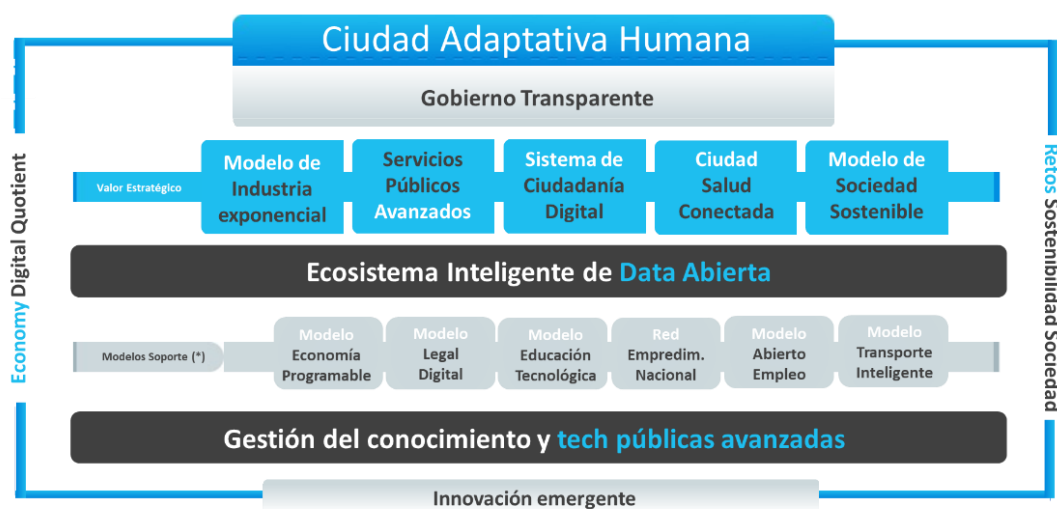 Ciudad Adaptativa Humana
Gobierno Transparente
Economy Digital Quotient
Retos Sostenibilidad Sociedad
Valor Estratégico
Modelo de
Industria
exponencial
Servicios
Públicos
Avanzados
Sistema de
Ciudadanía
Digital
Ciudad
Salud
Conectada
Modelo de
Sociedad
Sostenible
Ecosistema Inteligente de Data Abierta
Modelos Soporte (*)
Modelo
Economía
Programable
Modelo
Legal
Digital
Modelo
Educación
Tecnológica
Red
Empredim.
Nacional
Modelo
Abierto
Empleo
Modelo
Transporte
Inteligente
Gestión del conocimiento y tech públicas avanzadas
Innovación emergente